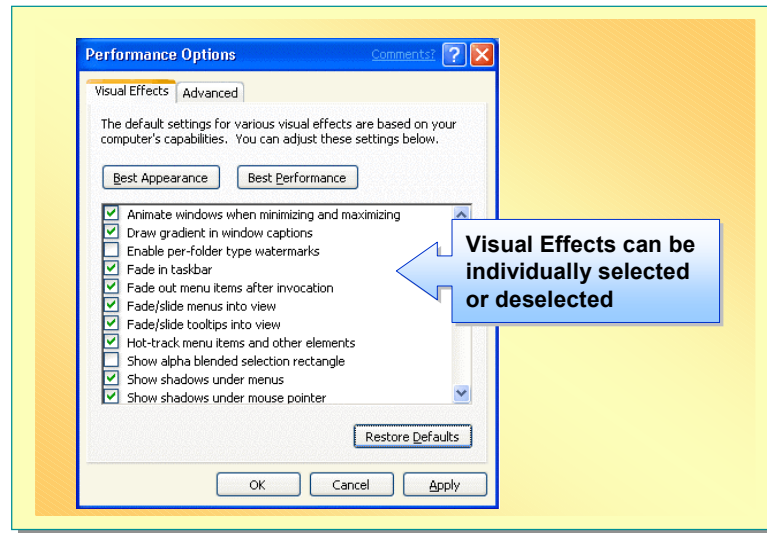 Performance Options
Comments?
Visual Effects
Advanced
The default settings for various visual effects are based on your
computer's capabilities.  You can adjust these settings below.
Best Appearance
Best Performance
Animate windows when minimizing and maximizing
Draw gradient in window captions
Enable per-folder type watermarks
Fade in taskbar
Fade out menu items after invocation
Fade/slide menus into view
Fade/slide tooltips into view
Hot-track menu items and other elements
Show alpha blended selection rectangle
Show shadows under menus
Show shadows under mouse pointer
Visual Effects can be
individually selected
or deselected
Restore Defaults
OK
Cancel
Apply